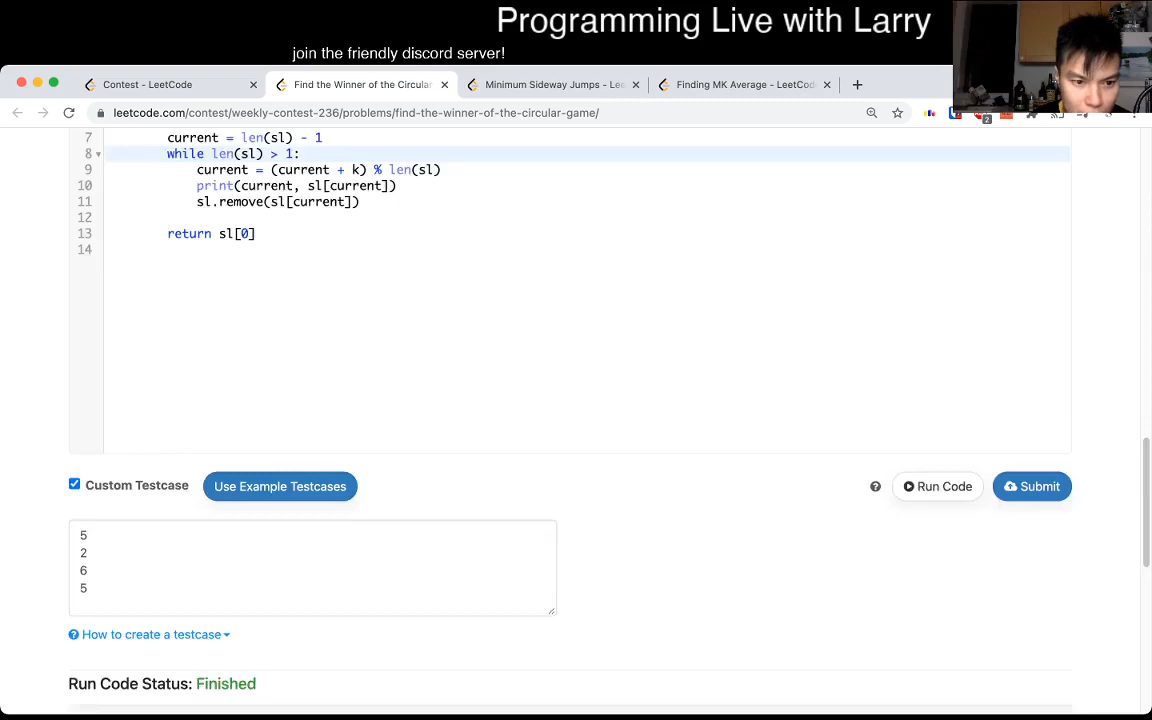 Programming Live with Larry
join the friendly discord server!
Contest - LeetCode
Find the Winner of the Circular
Minimum Sideway Jumps - Lee
Finding MK Average - LeetCod
leetcode.com/contest/weekly-contest-236/problems/find-the-winner-of-the-circular-game/
7 current = len(sl) - 1
8 while len(sl) > 1:
9 current = (current + k) % len(sl)
10 print(current, sl[current])
11 sl.remove(sl[current])
12
13 return sl[0]
14
Custom Testcase
Use Example Testcases
Run Code
Submit
5
2
6
5
How to create a testcase
Run Code Status: Finished